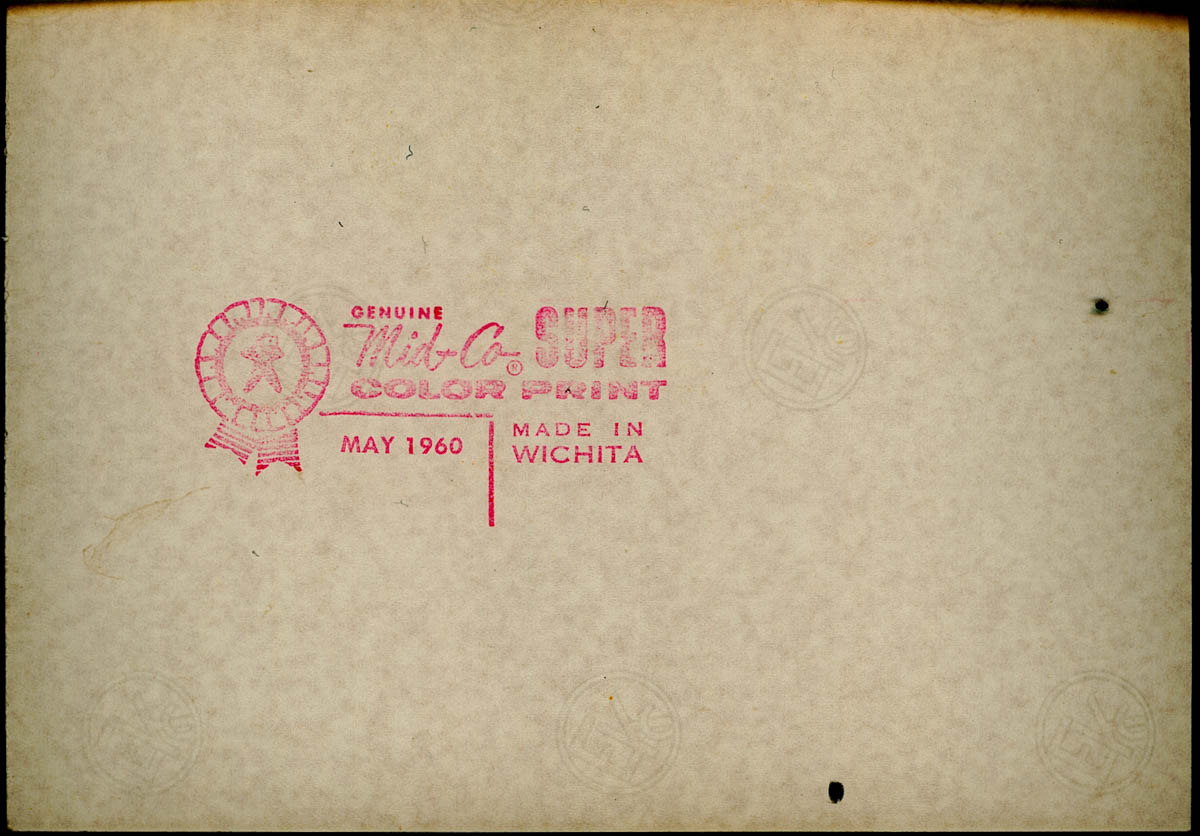 GENUINE
Mid-Co® SUPER
COLOR PRINT
MAY 1960
MADE IN
WICHITA